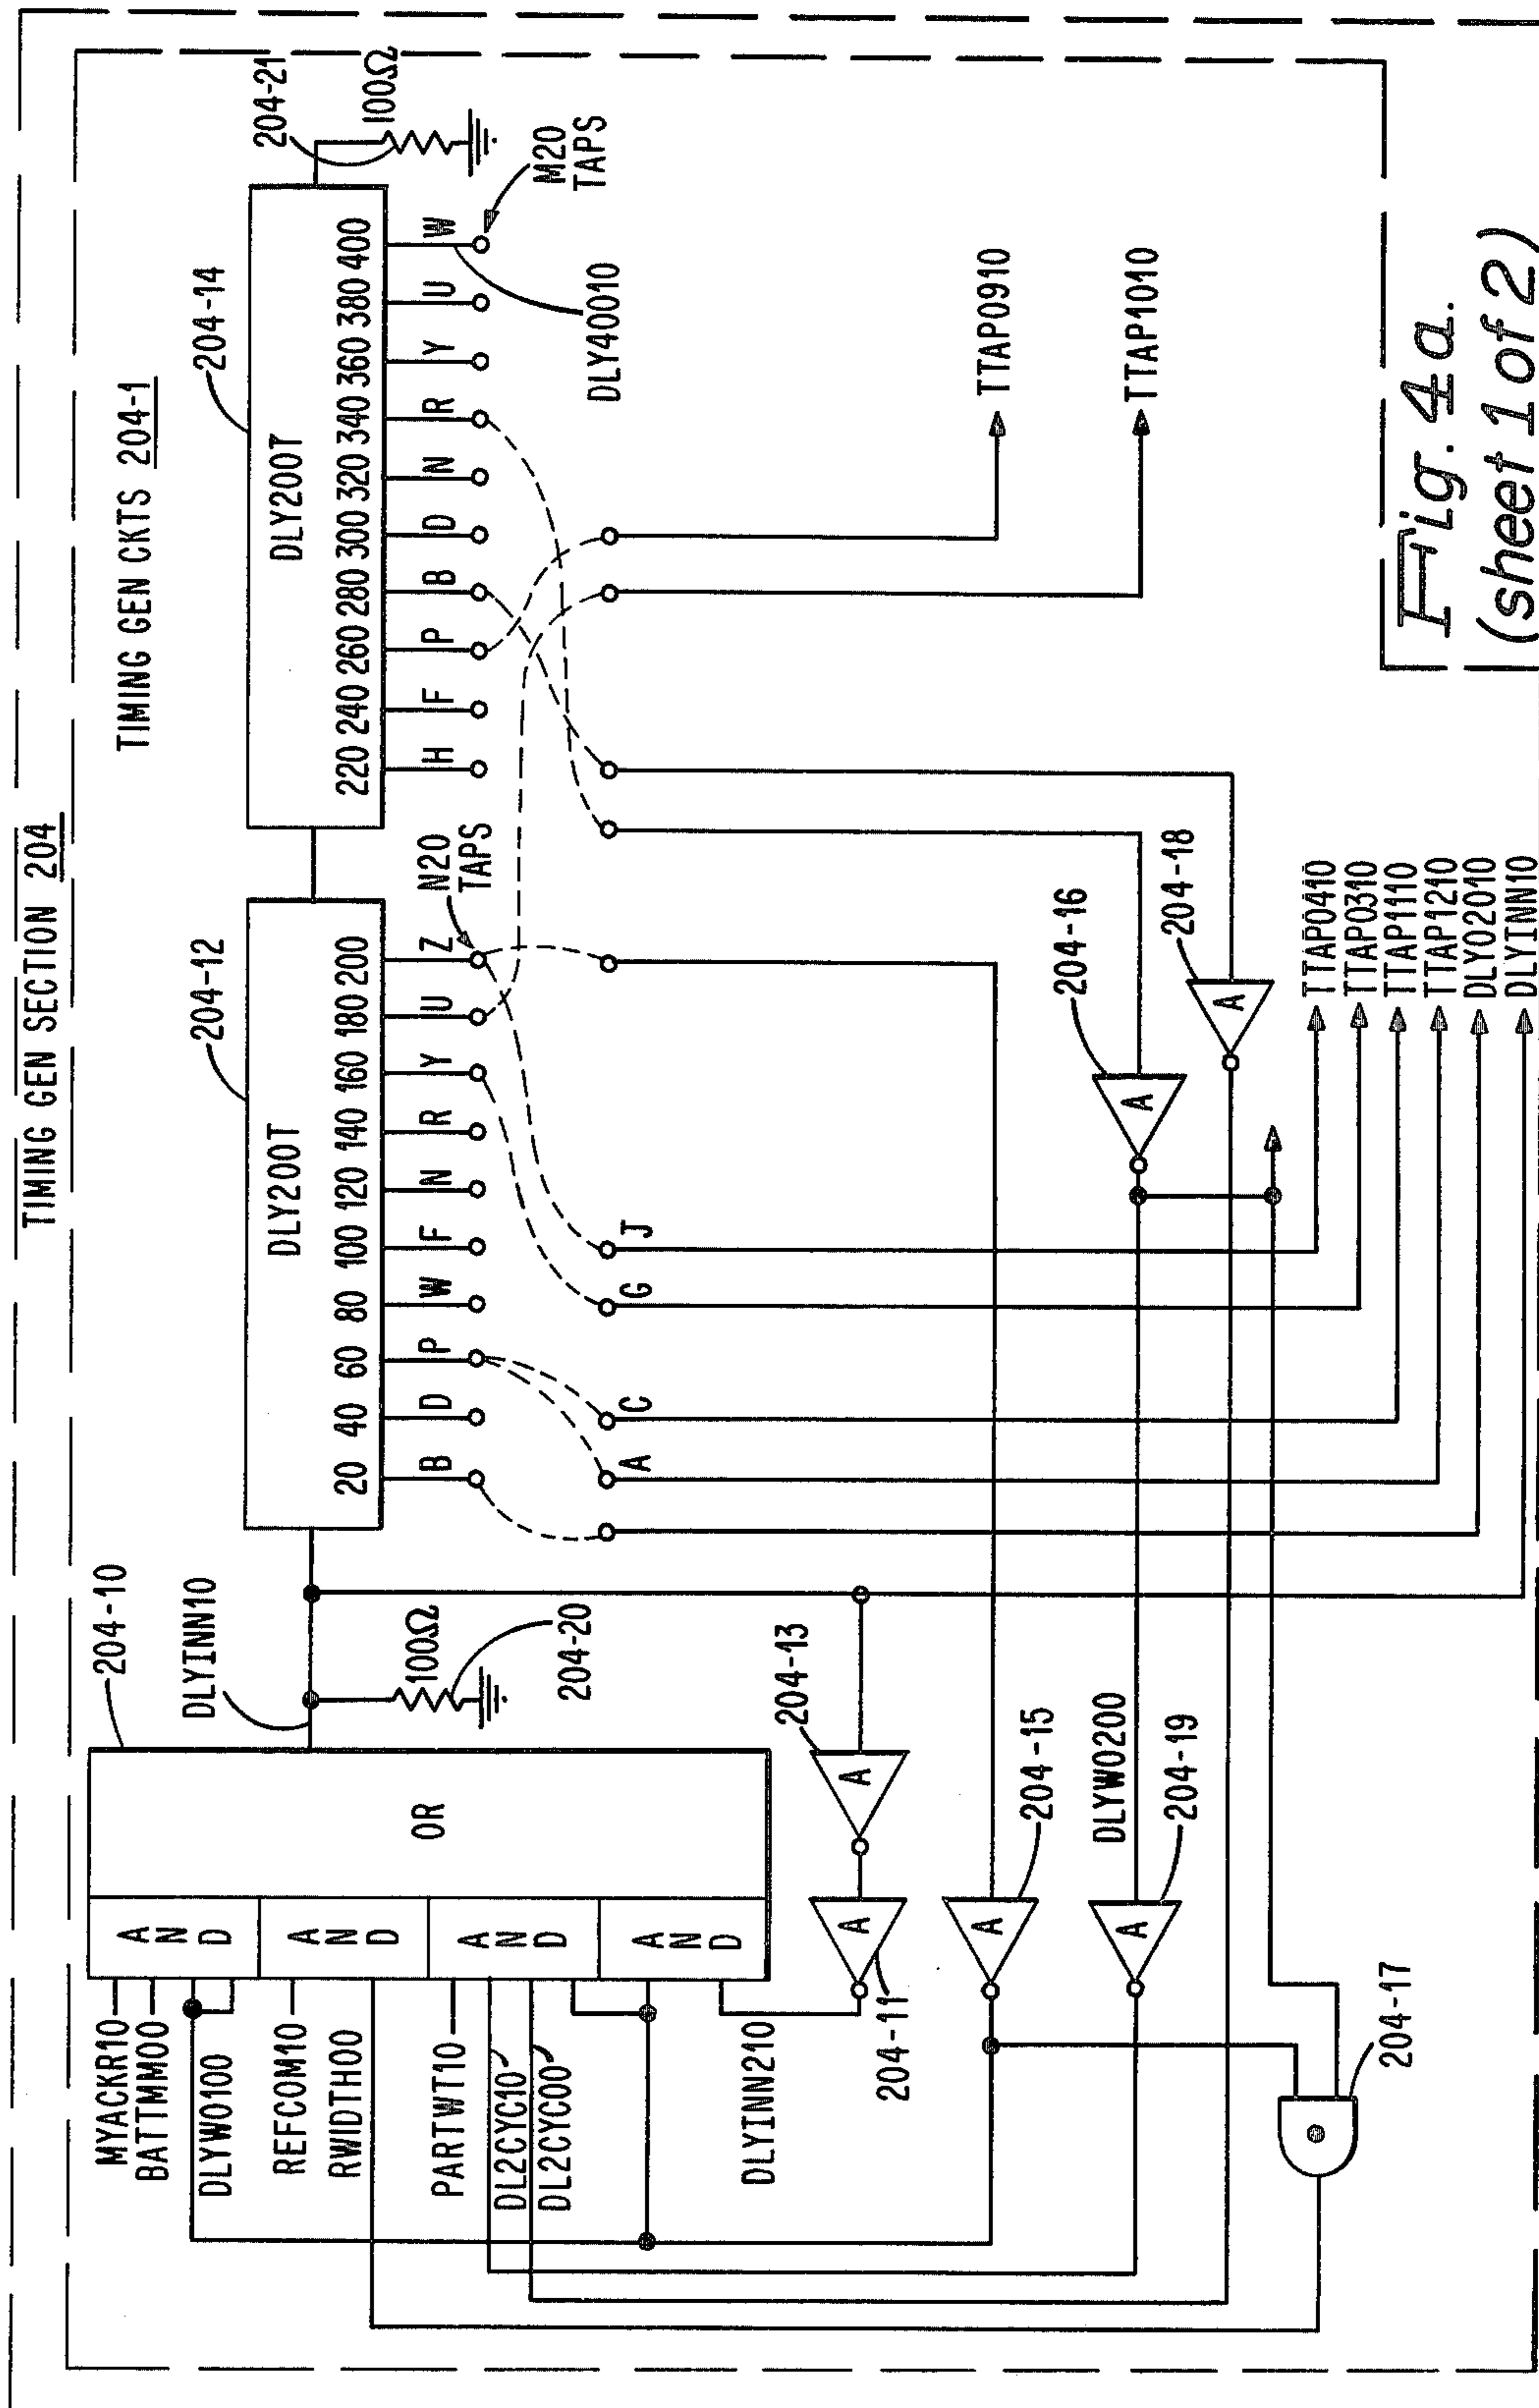 TIMING GEN SECTION 204
TIMING GEN CKTS 204-1
204-10
204-12
204-14
204-21
100Ω
DLYINN10
DLY200T
DLY200T
OR
AND
AND
AND
AND
MYACKR10
BATTMM00
DLYW0100
REFCOM10
RWIDTH00
PARTWT10
DL2CYC10
DL2CYC00
DLYINN210
100Ω
204-20
20 40 60 80 100 120 140 160 180 200
B D P W F N R Y U Z
N20 TAPS
220 240 260 280 300 320 340 360 380 400
H F P B D N R Y U W
M20 TAPS
DLY40010
A C G J
204-13
A
204-11
A
204-15
A
DLYW0200
204-19
A
204-16
A
204-18
A
204-17
TTAP0910
TTAP1010
TTAP0410
TTAP0310
TTAP1110
TTAP1210
DLY02010
DLYINN10
Fig. 4a.
(sheet 1 of 2)